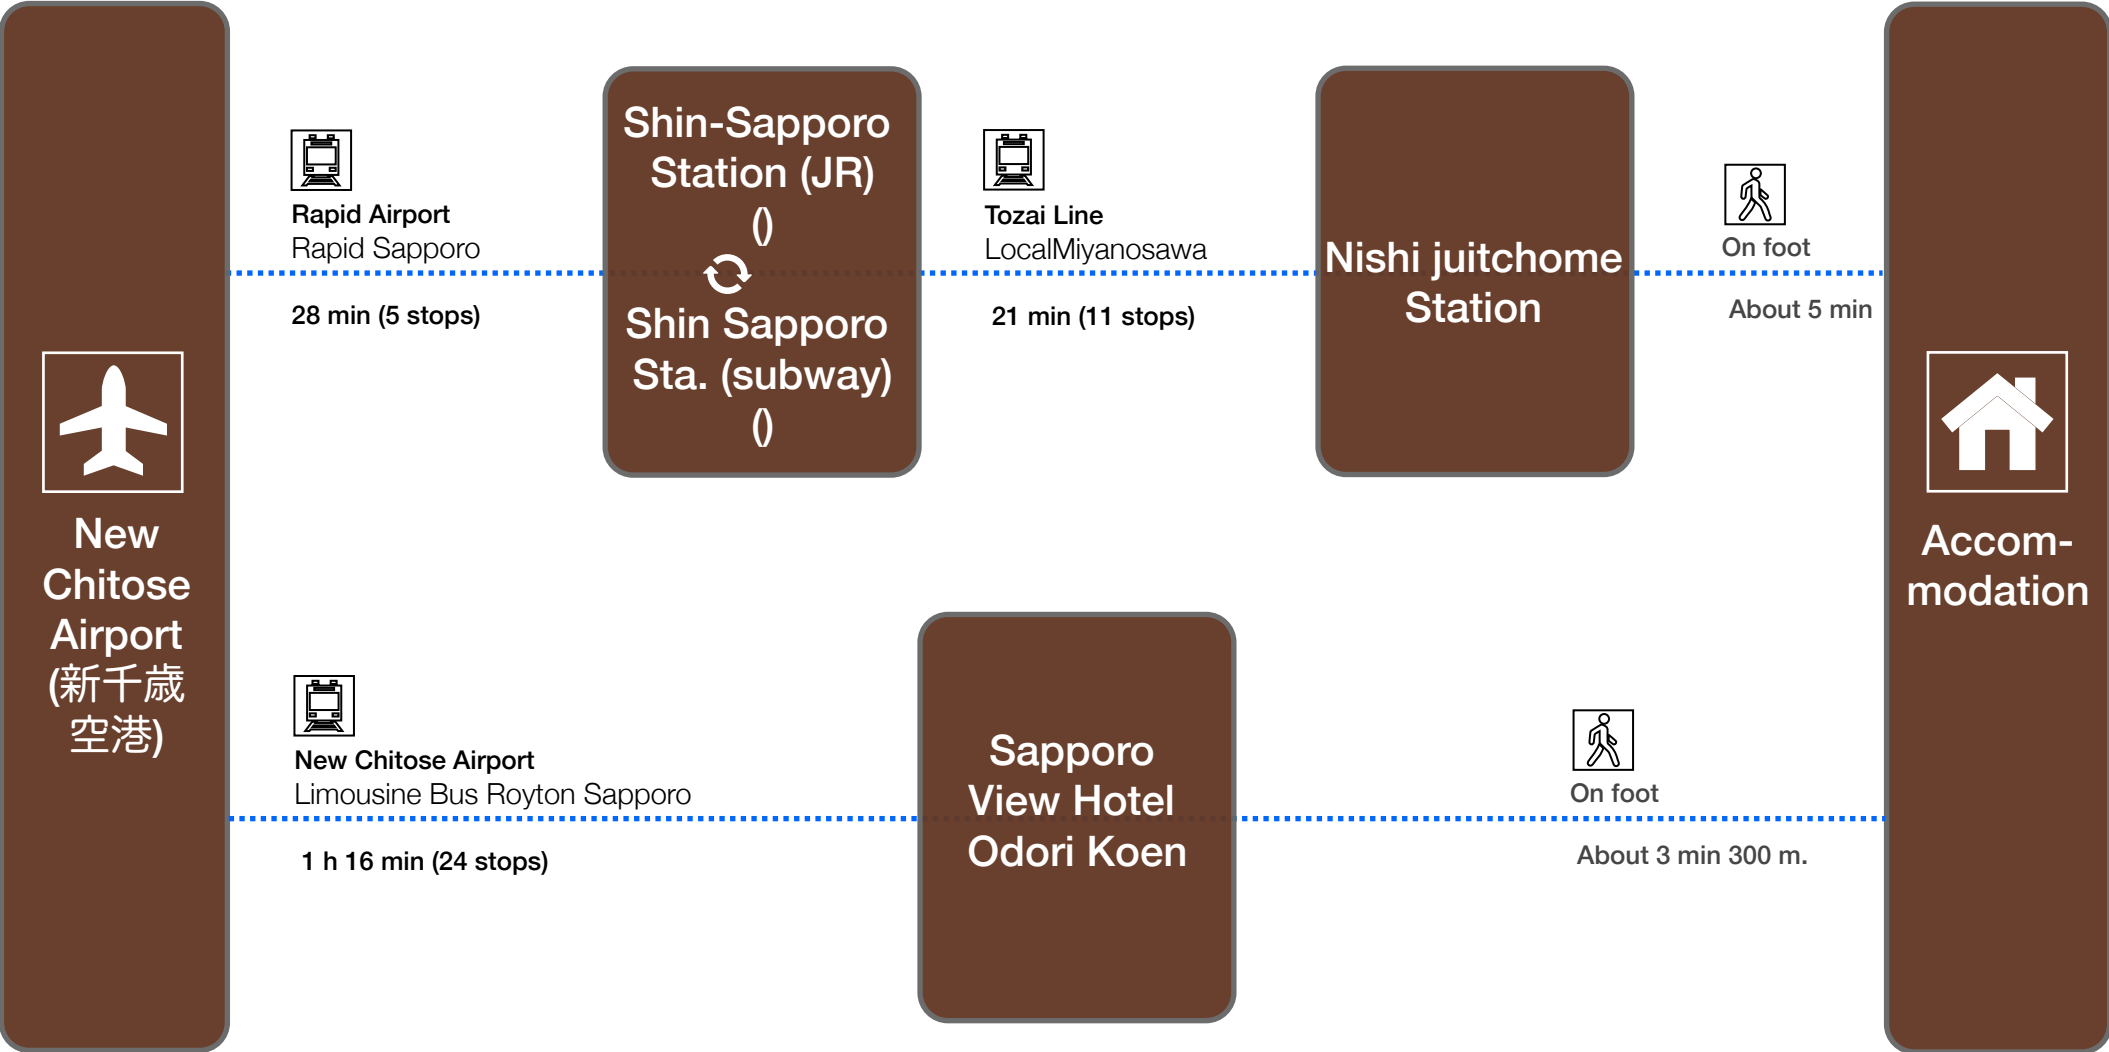 New
Chitose
Airport
(新千歳
空港)
Rapid Airport
Rapid Sapporo
28 min (5 stops)
Shin-Sapporo
Station (JR)
()
Shin Sapporo
Sta. (subway)
()
Tozai Line
LocalMiyanosawa
21 min (11 stops)
Nishi juitchome
Station
On foot
About 5 min
New Chitose Airport
Limousine Bus Royton Sapporo
1 h 16 min (24 stops)
Sapporo
View Hotel
Odori Koen
On foot
About 3 min 300 m.
Accom-
modation